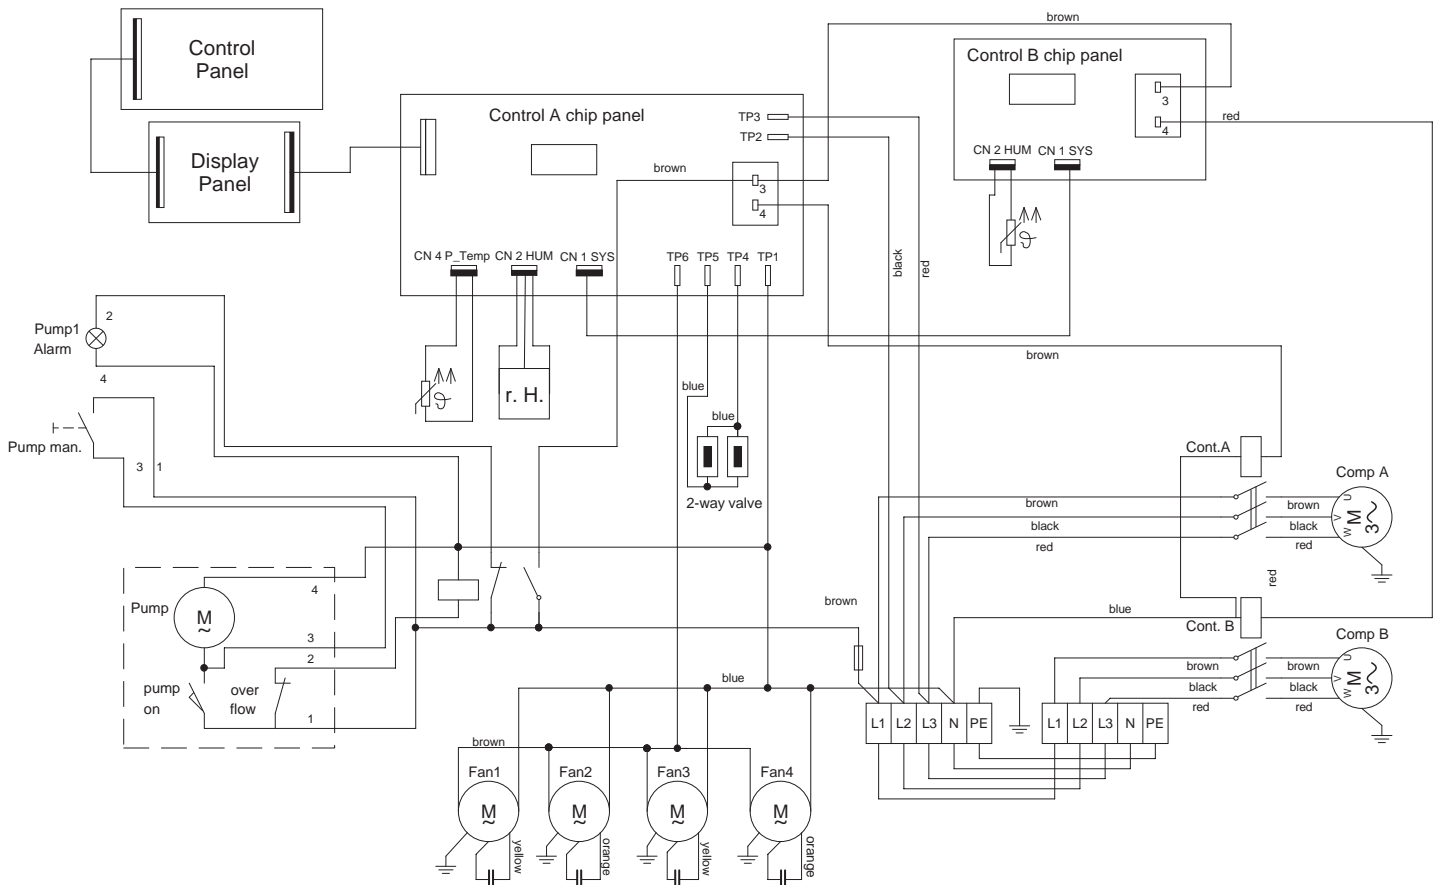 brown
Control
Panel
Control B chip panel
3
4
red
Control A chip panel
TP3
TP2
Display
Panel
CN 2 HUM
CN 1 SYS
brown
3
4
black
red
CN 4 P_Temp
CN 2 HUM
CN 1 SYS
TP6
TP5
TP4
TP1
ϑ
2
Pump1
Alarm
4
brown
ϑ
r. H.
blue
blue
Pump man.
3
1
2-way valve
Cont.A
Comp A
brown
black
red
brown
black
red
U
V
W
M
3~
red
Pump
M
~
4
3
2
1
pump
on
over
flow
brown
blue
Cont. B
Comp B
brown
black
red
brown
black
red
U
V
W
M
3~
blue
L1
L2
L3
N
PE
L1
L2
L3
N
PE
brown
Fan1
Fan2
Fan3
Fan4
M
~
M
~
M
~
M
~
yellow
orange
yellow
orange